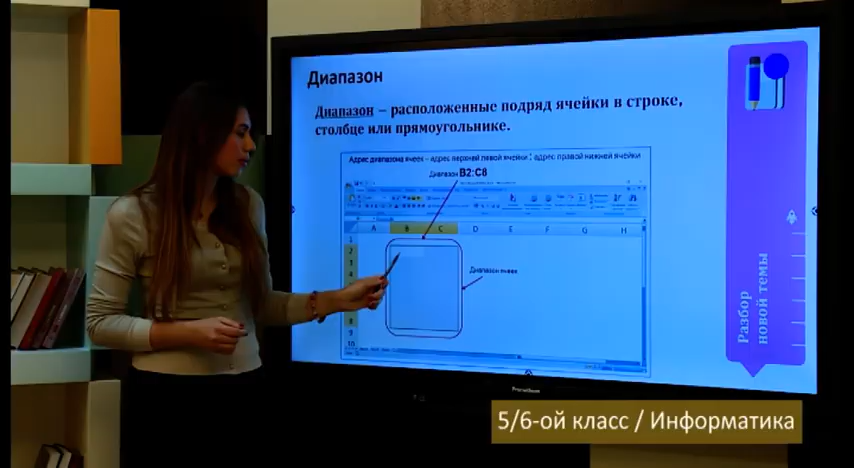 Диапазон
Диапазон – расположенные подряд ячейки в строке,
столбце или прямоугольнике.
Адрес диапазона ячеек – адрес верхней левой ячейки : адрес правой нижней ячейки
Диапазон B2:C8
A B C D E F G H
1
2
3
4
Диапазон ячеек
8
9
10
Разбор
новой темы
Promethean
5/6-ой класс / Информатика